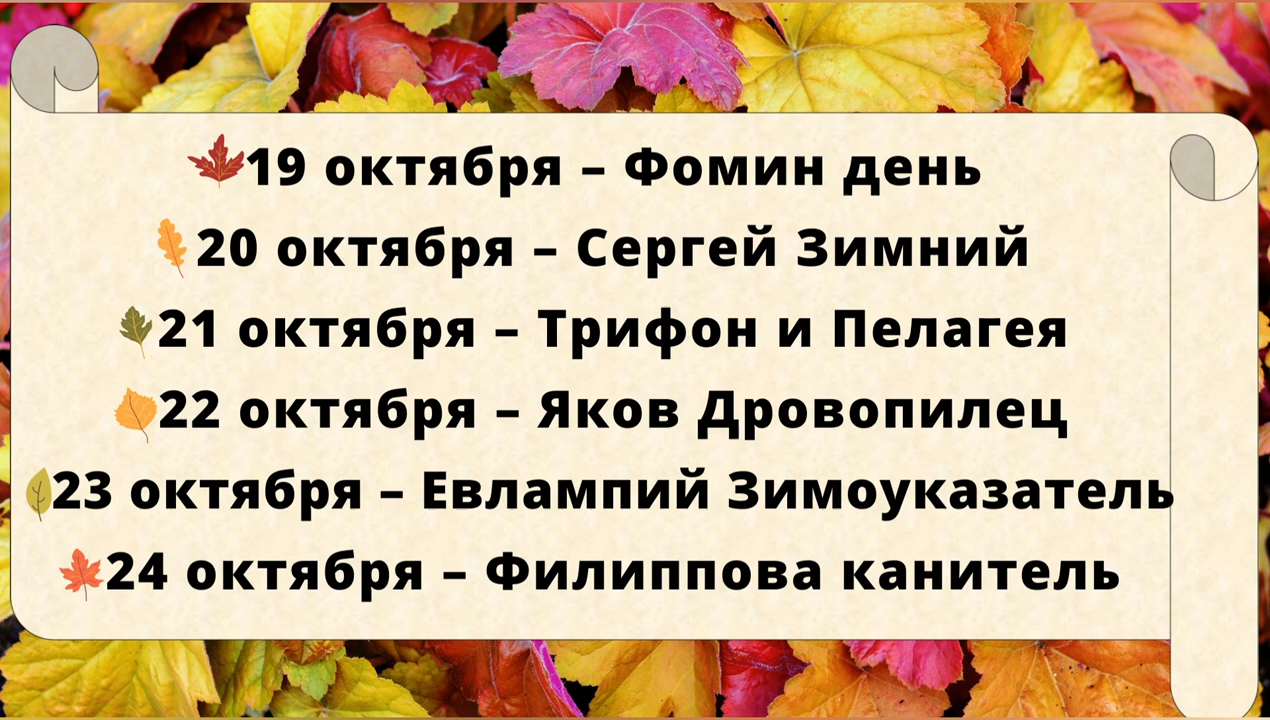 19 октября – Фомин день
20 октября – Сергей Зимний
21 октября – Трифон и Пелагея
22 октября – Яков Дровопилец
23 октября – Евлампий Зимоуказатель
24 октября – Филиппова канитель